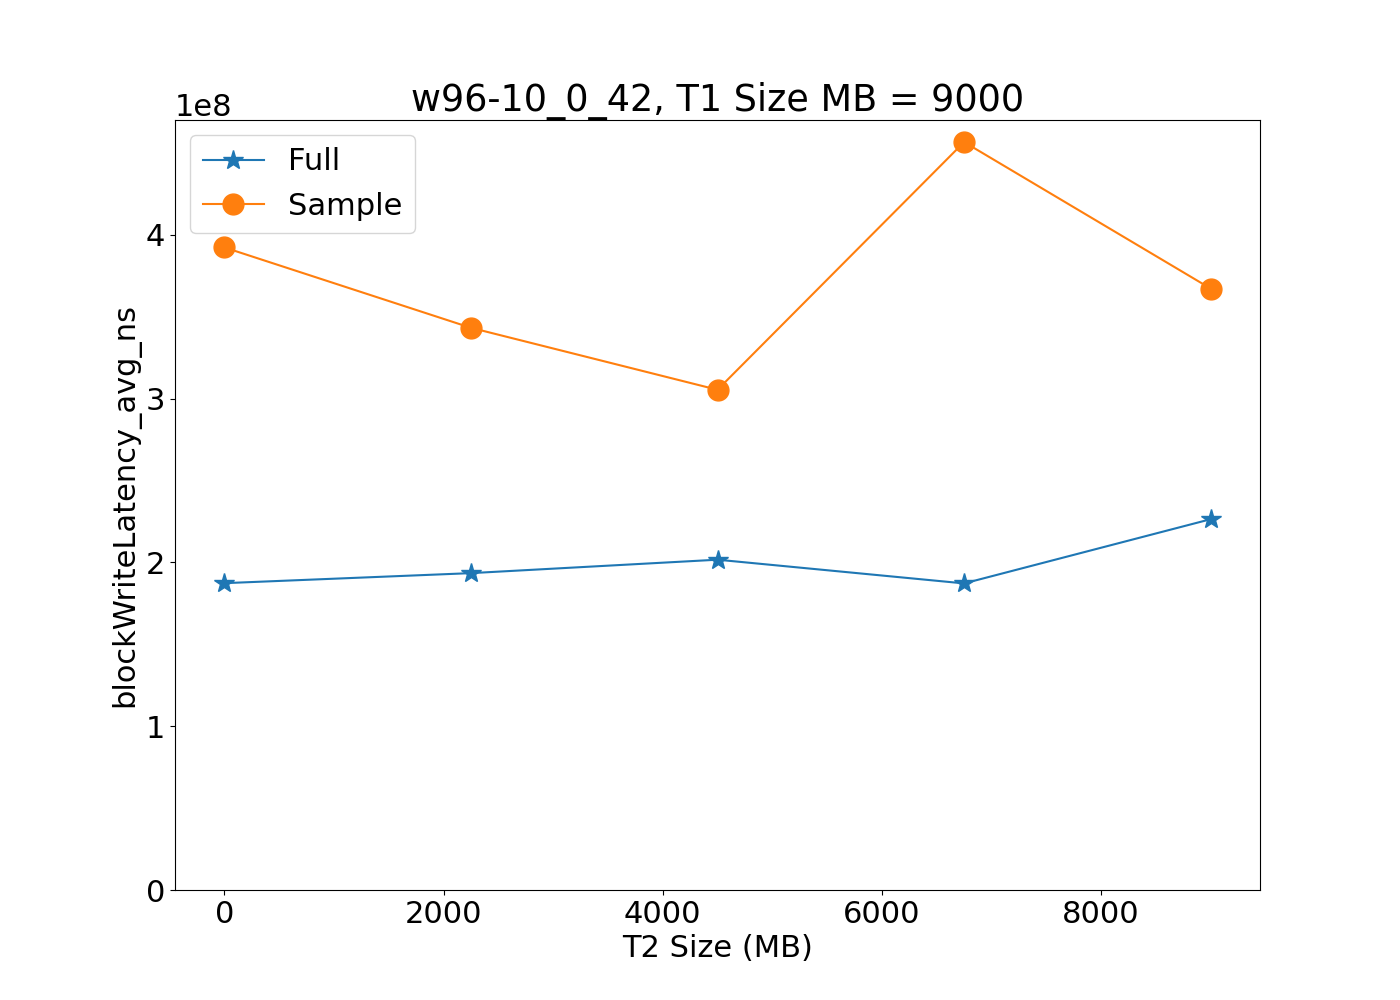 w96-10_0_42, T1 Size MB = 9000
1e8
Full
Sample
4
3
2
1
0
blockWriteLatency_avg_ns
0 2000 4000 6000 8000
T2 Size (MB)